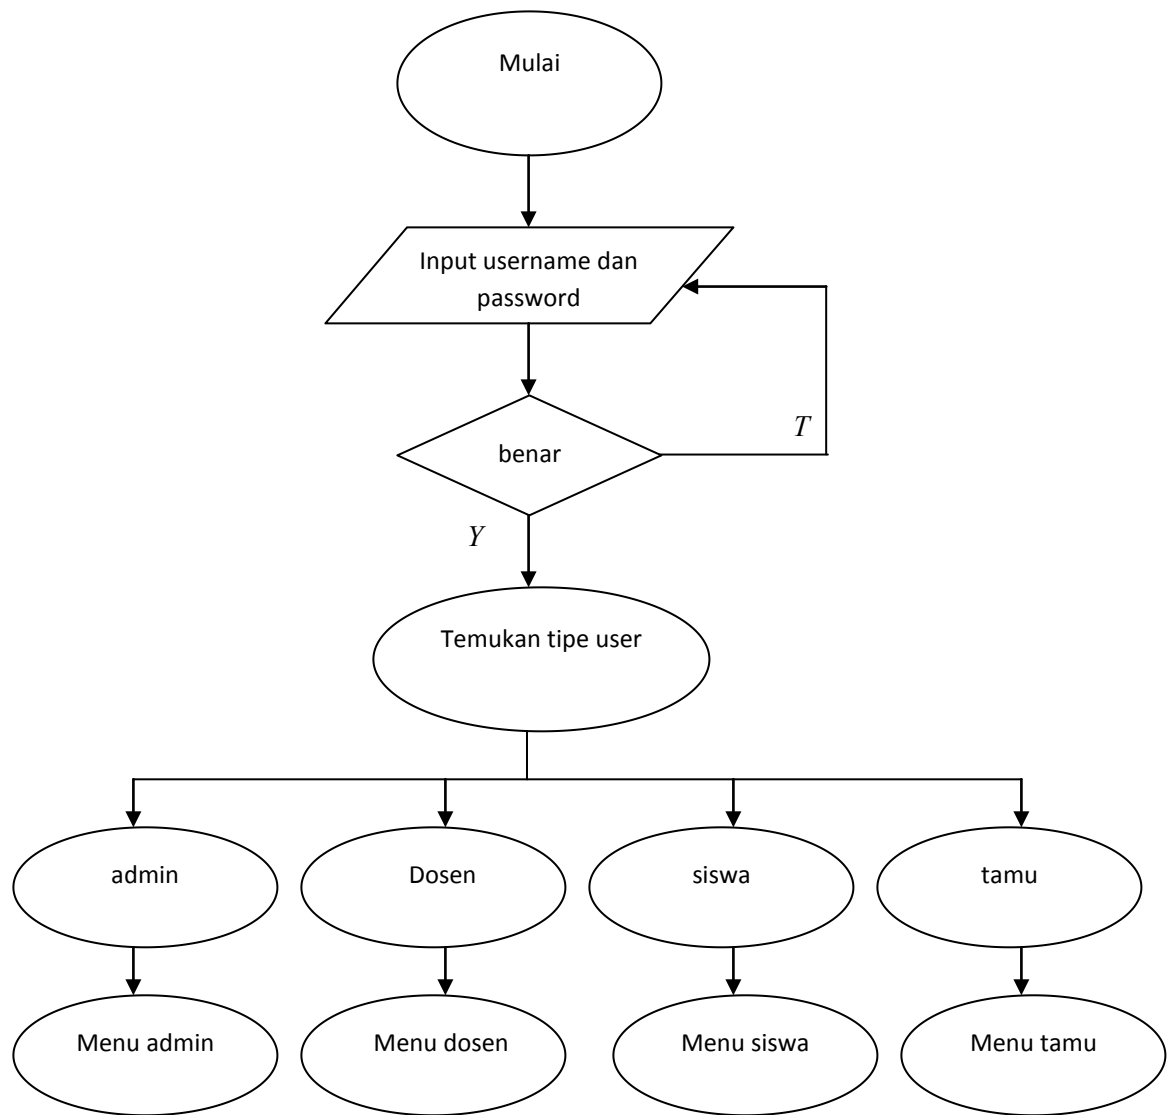 Mulai
Input username dan
password
benar
T
Y
Temukan tipe user
admin
Dosen
siswa
tamu
Menu admin
Menu dosen
Menu siswa
Menu tamu